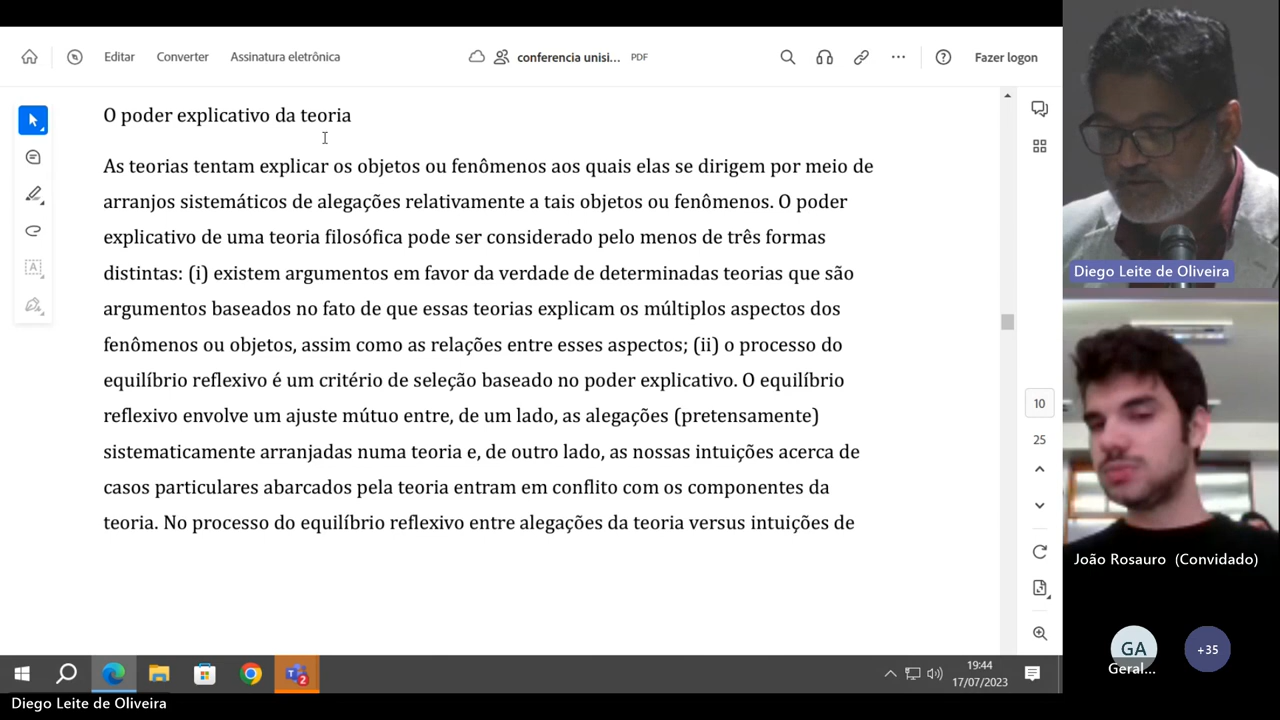 Editar Converter Assinatura eletrônica conferencia unisi... PDF Fazer logon
O poder explicativo da teoria
As teorias tentam explicar os objetos ou fenômenos aos quais elas se dirigem por meio de
arranjos sistemáticos de alegações relativamente a tais objetos ou fenômenos. O poder
explicativo de uma teoria filosófica pode ser considerado pelo menos de três formas
distintas: (i) existem argumentos em favor da verdade de determinadas teorias que são
argumentos baseados no fato de que essas teorias explicam os múltiplos aspectos dos
fenômenos ou objetos, assim como as relações entre esses aspectos; (ii) o processo do
equilíbrio reflexivo é um critério de seleção baseado no poder explicativo. O equilíbrio
reflexivo envolve um ajuste mútuo entre, de um lado, as alegações (pretensamente)
sistematicamente arranjadas numa teoria e, de outro lado, as nossas intuições acerca de
casos particulares abarcados pela teoria entram em conflito com os componentes da
teoria. No processo do equilíbrio reflexivo entre alegações da teoria versus intuições de
10
25
Diego Leite de Oliveira
João Rosauro (Convidado)
GA
Geral...
+35
2
19:44
17/07/2023
Diego Leite de Oliveira